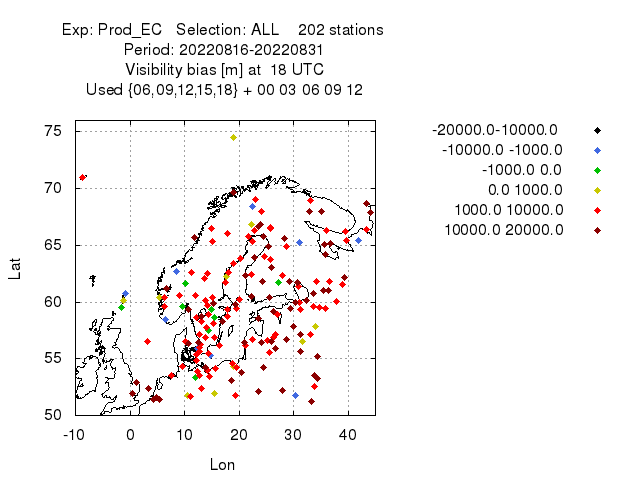 Exp: Prod_EC Selection: ALL 202 stations
Period: 20220816-20220831
Visibility bias [m] at 18 UTC
Used {06,09,12,15,18} + 00 03 06 09 12
-20000.0-10000.0
-10000.0 -1000.0
-1000.0 0.0
0.0 1000.0
1000.0 10000.0
10000.0 20000.0
75
70
65
60
55
50
Lat
-10 0 10 20 30 40
Lon